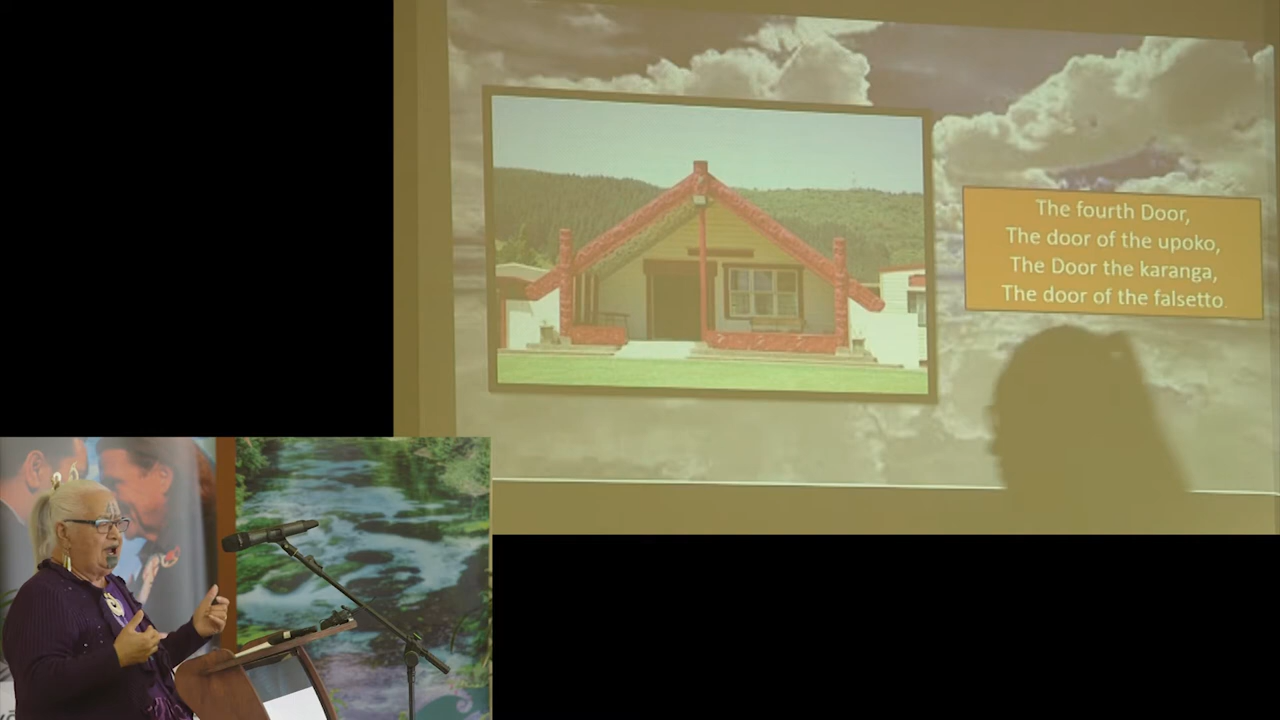 The fourth Door,
The door of the upoko,
The Door the karanga,
The door of the falsetto